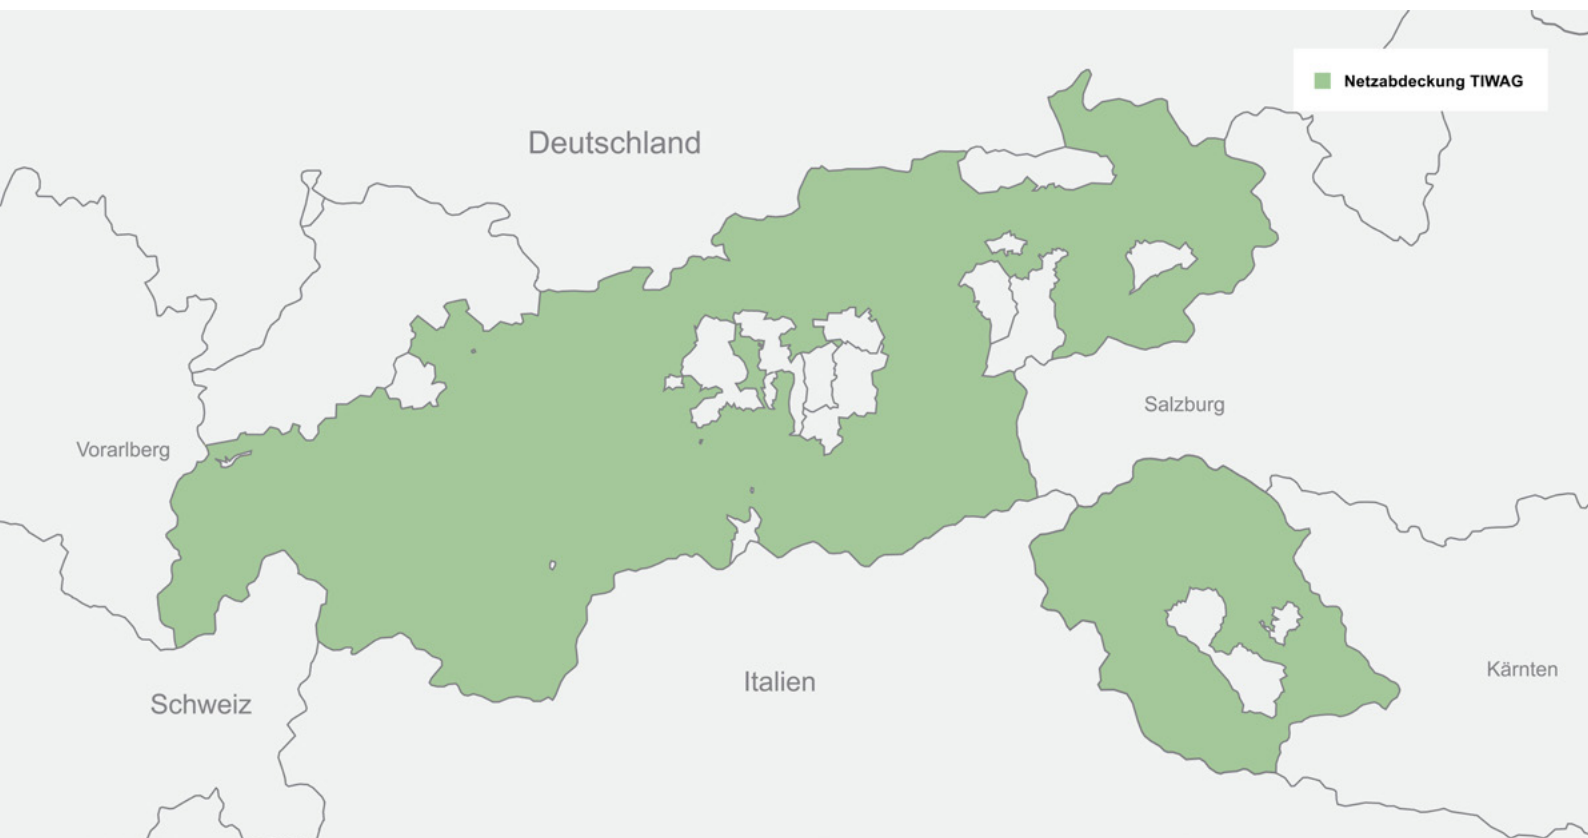 Netzabdeckung TIWAG
Deutschland
Salzburg
Vorarlberg
Italien
Kärnten
Schweiz